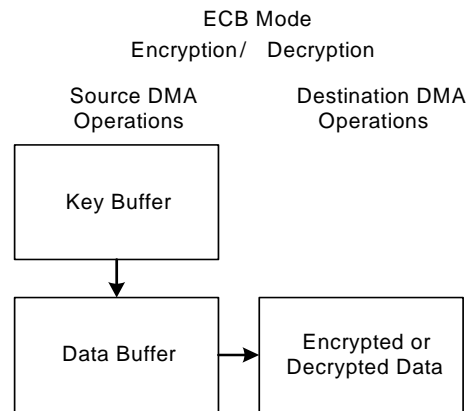 ECB Mode
Encryption/ Decryption
Source DMA
Operations
Destination DMA
Operations
Key Buffer
Data Buffer
Encrypted or
Decrypted Data